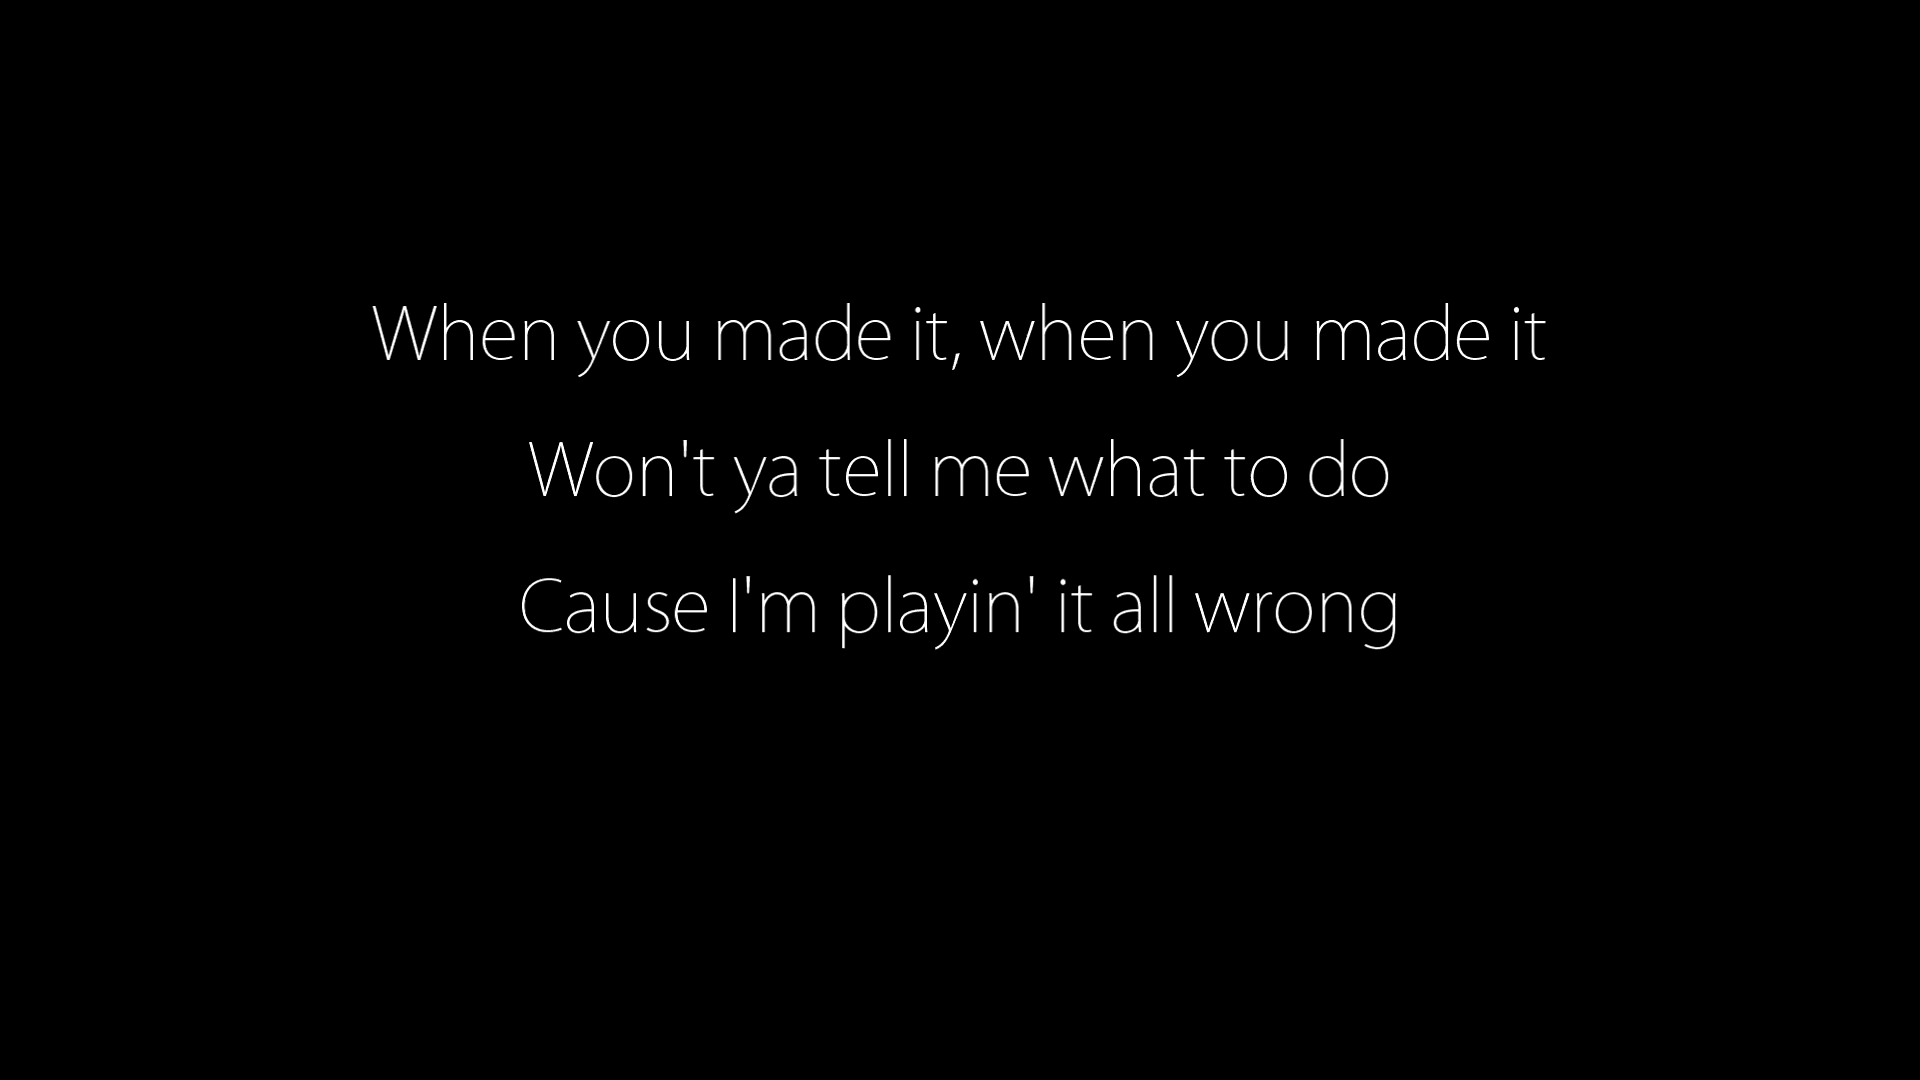 When you made it, when you made it
Won't ya tell me what to do
Cause I'm playin' it all wrong